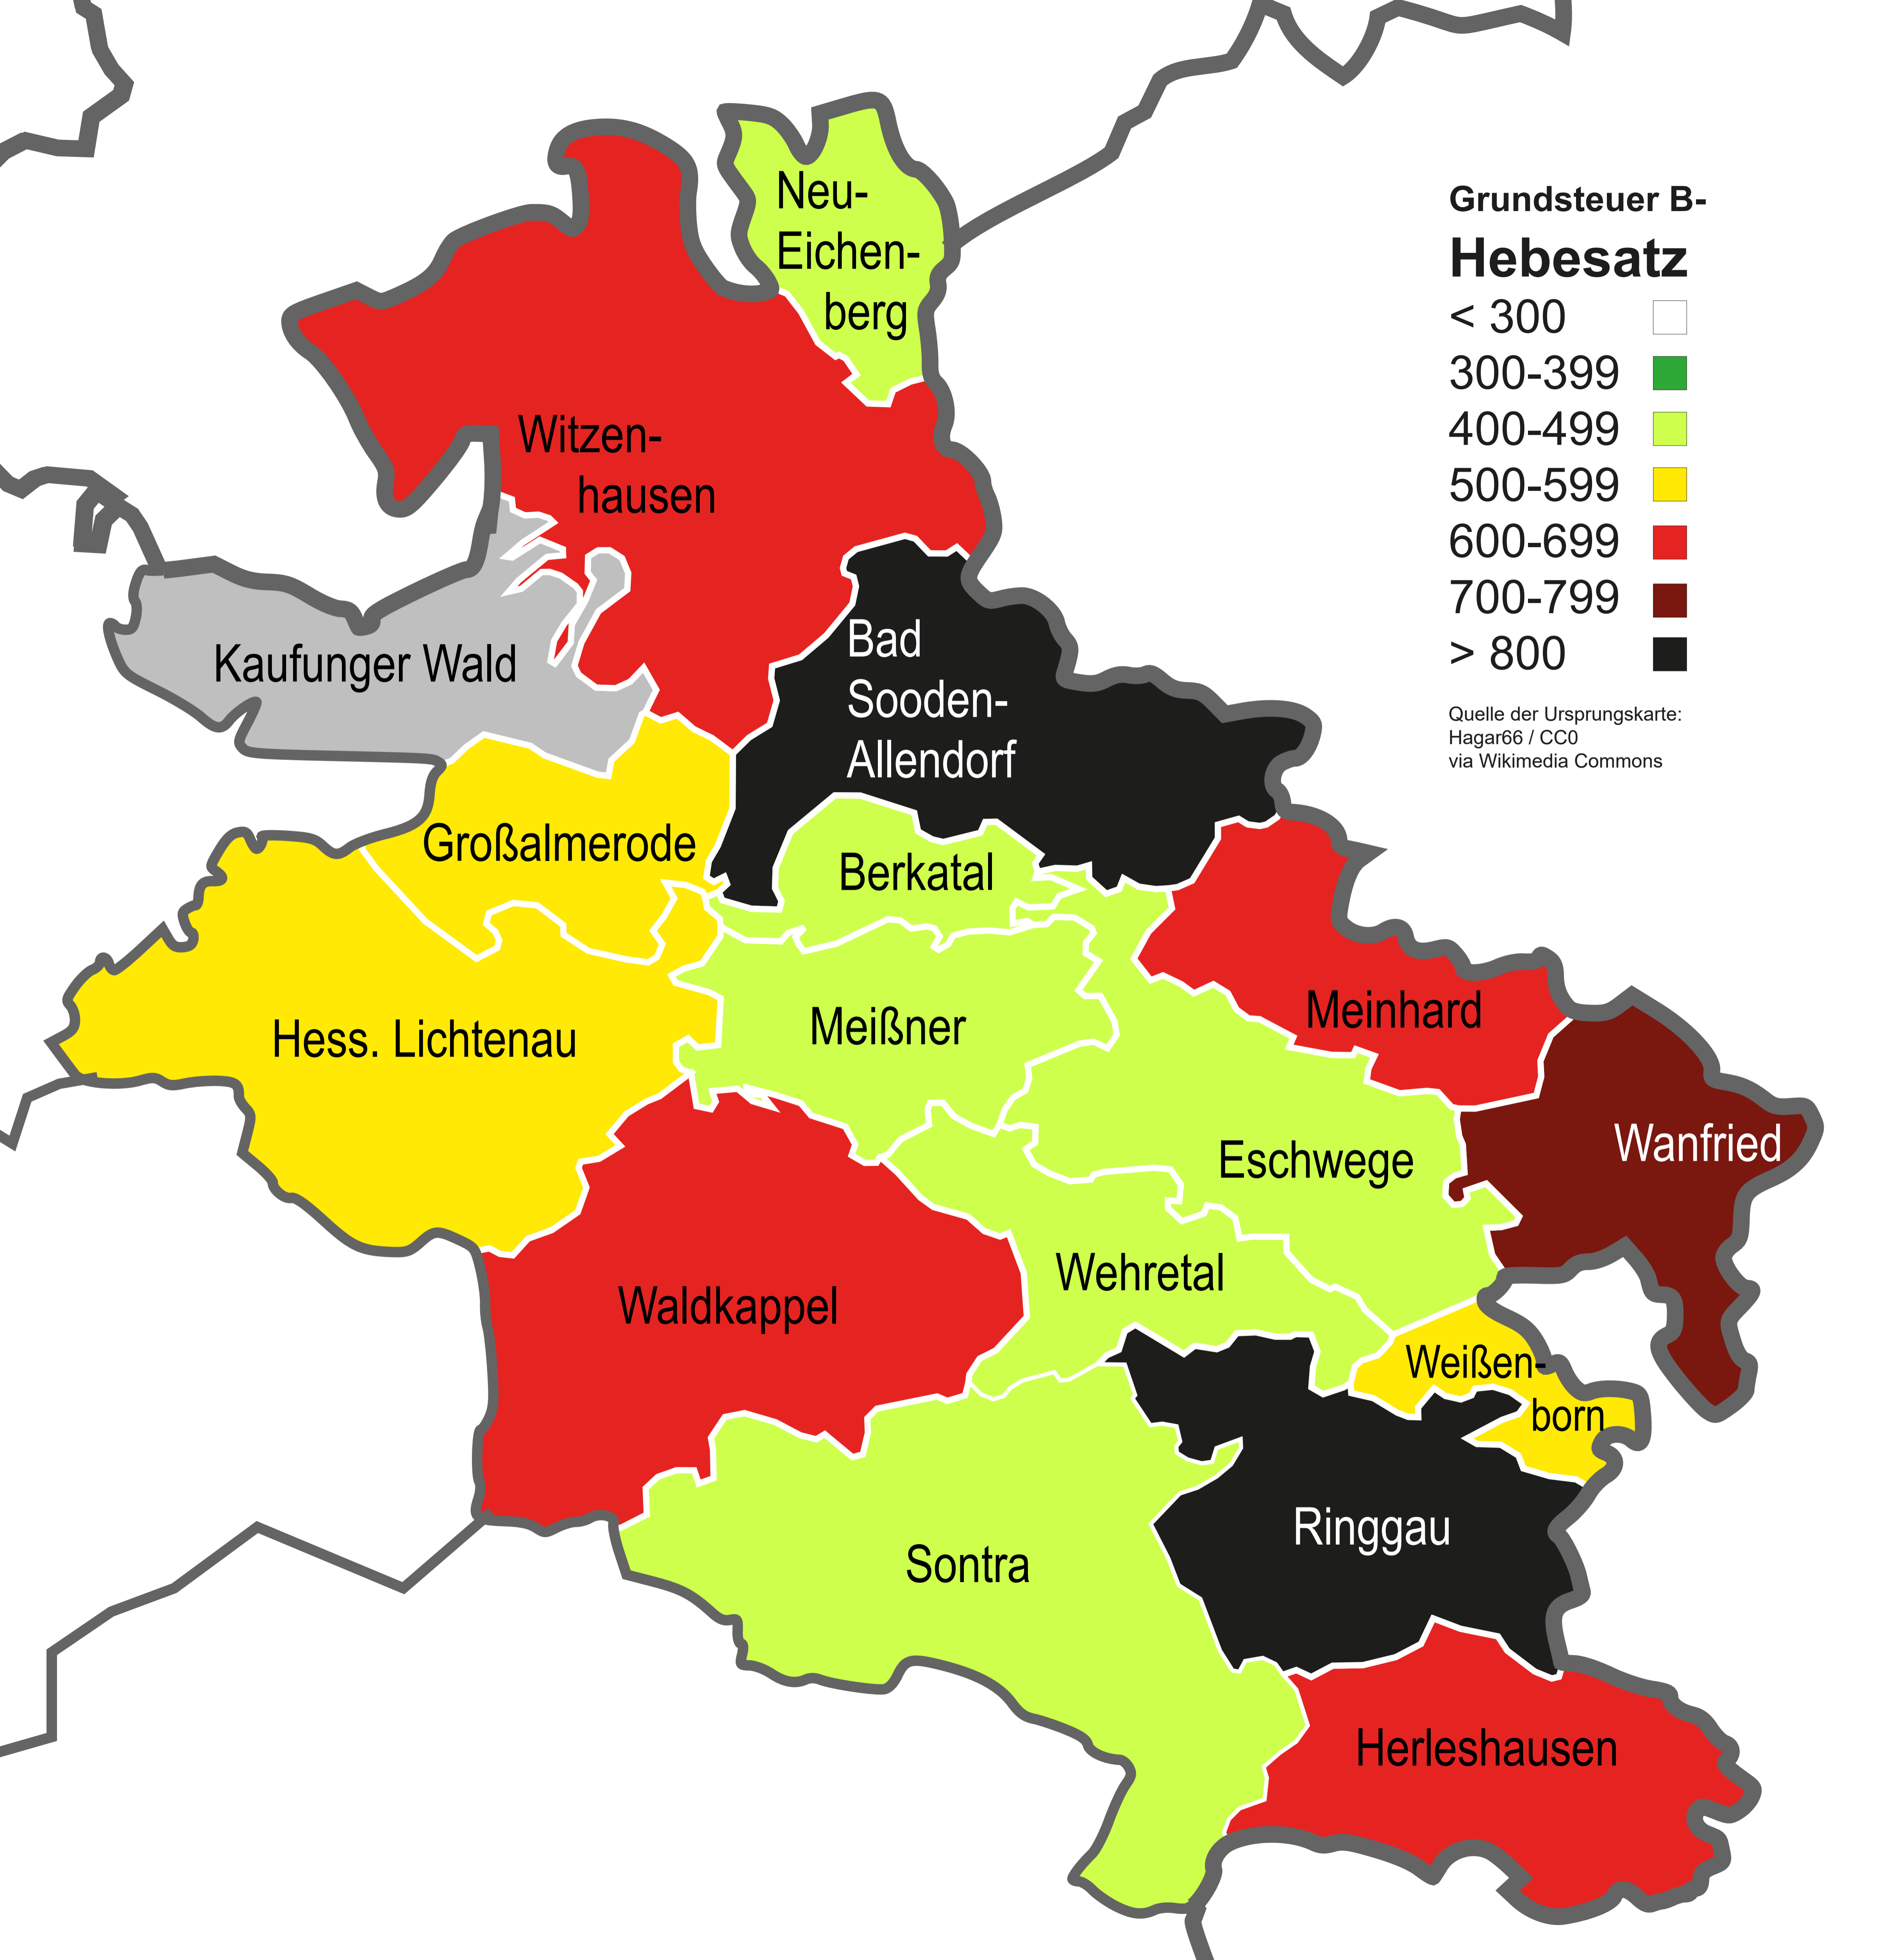 Neu-
Eichen-
berg
Grundsteuer B-
Hebesatz
< 300
300-399
400-499
500-599
600-699
700-799
> 800
Quelle der Ursprungskarte:
Hagar66 / CC0
via Wikimedia Commons
Witzen-
hausen
Kaufunger Wald
Bad
Sooden-
Allendorf
Großalmerode
Berkatal
Hess. Lichtenau
Meißner
Meinhard
Wanfried
Eschwege
Wehretal
Waldkappel
Weißen-
born
Ringgau
Sontra
Herleshausen